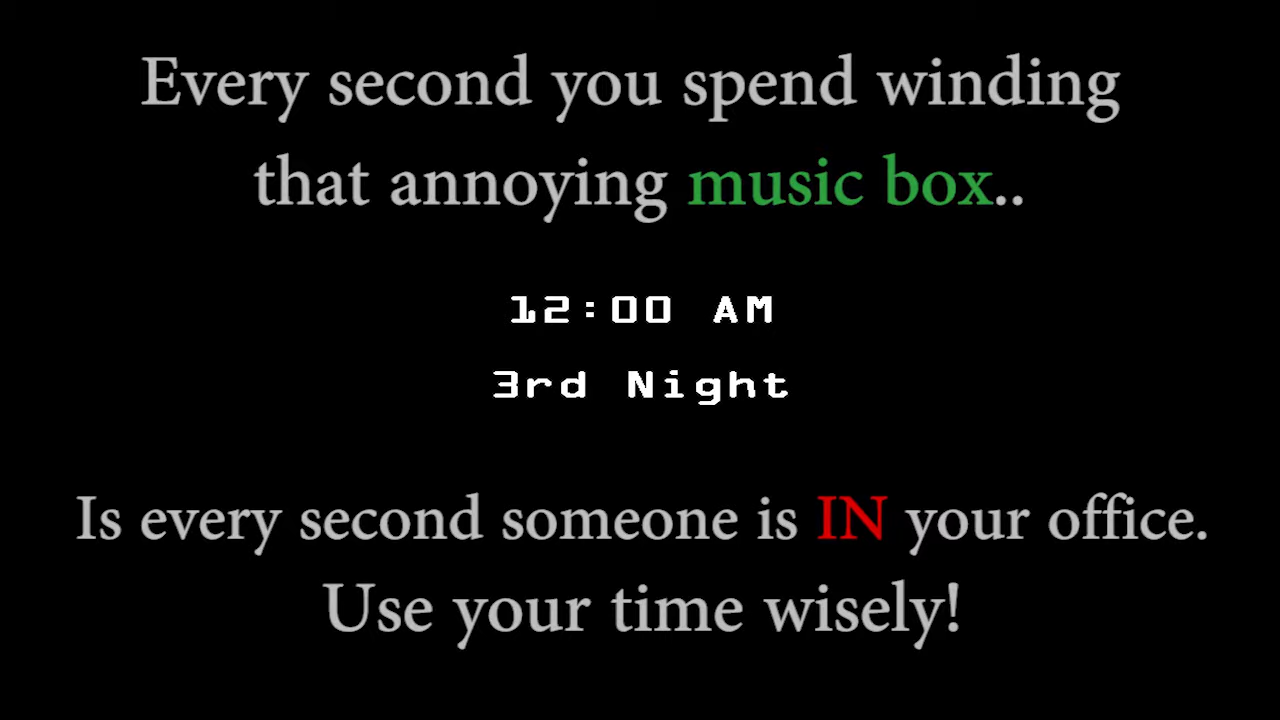 Every second you spend winding
that annoying music box..
12:00 AM
3rd Night
Is every second someone is IN your office.
Use your time wisely!